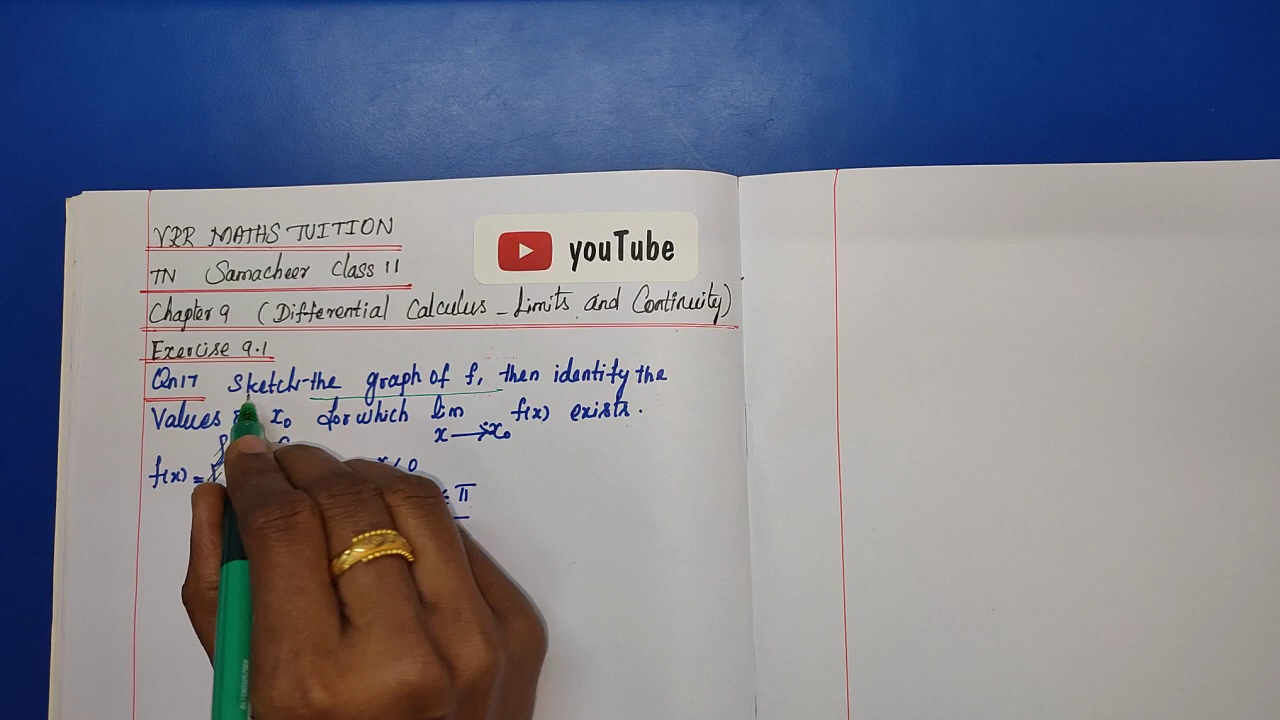 VRR MATHS TUITION
youTube
TN Samacheer Class 11
Chapter 9 (Differential Calculus - Limits and Continuity)
Exercise 9.1
Qn17 Sketch the graph of f, then identify the
Values x₀ for which lim f(x) exists.
x → x₀
f(x) =
x < 0
≤ π